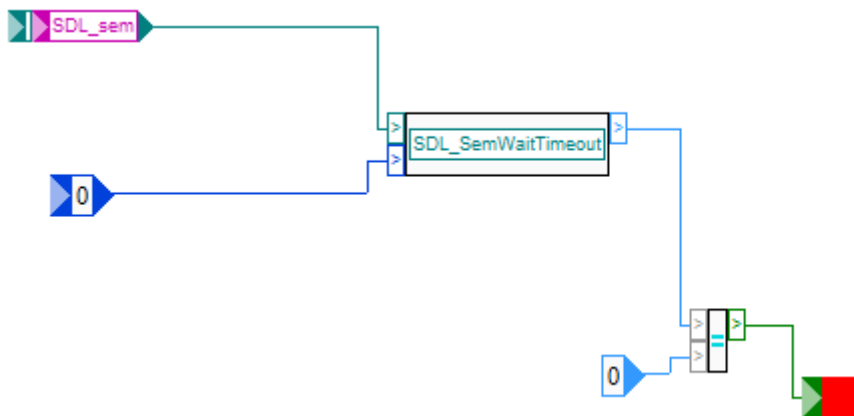 SDL_sem
> SDL_SemWaitTimeout >
>
0
> = >
0 >